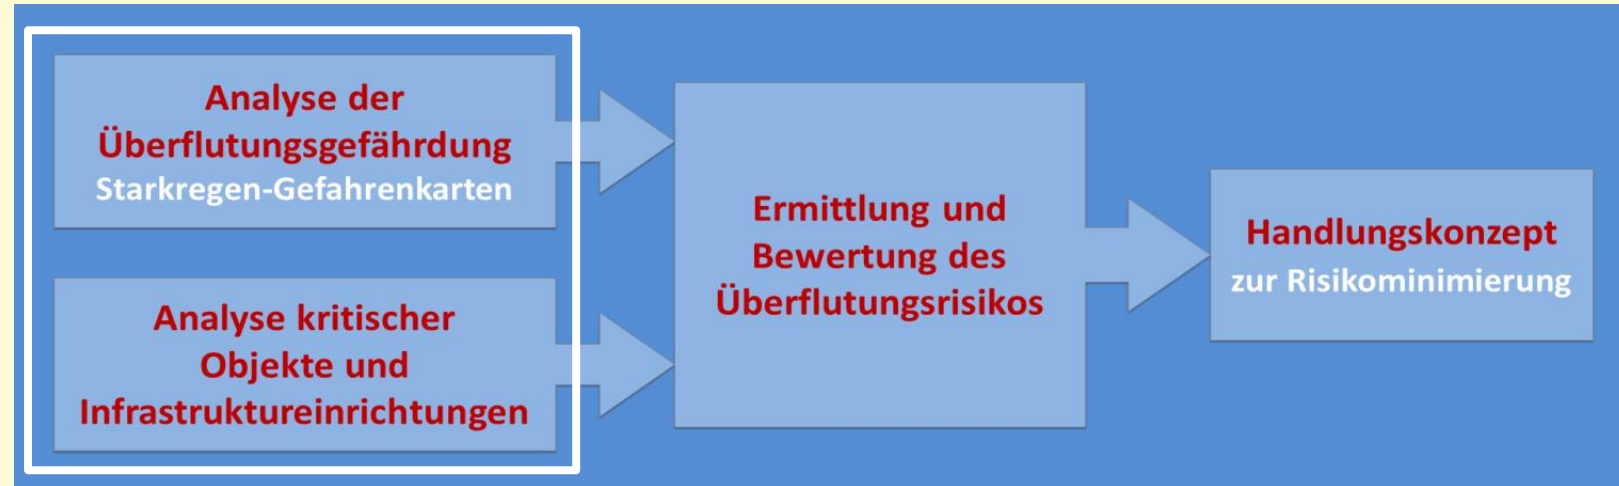 Analyse der
Überflutungsgefährdung
Starkregen-Gefahrenkarten
Analyse kritischer
Objekte und
Infrastruktureinrichtungen
Ermittlung und
Bewertung des
Überflutungsrisikos
Handlungskonzept
zur Risikominimierung